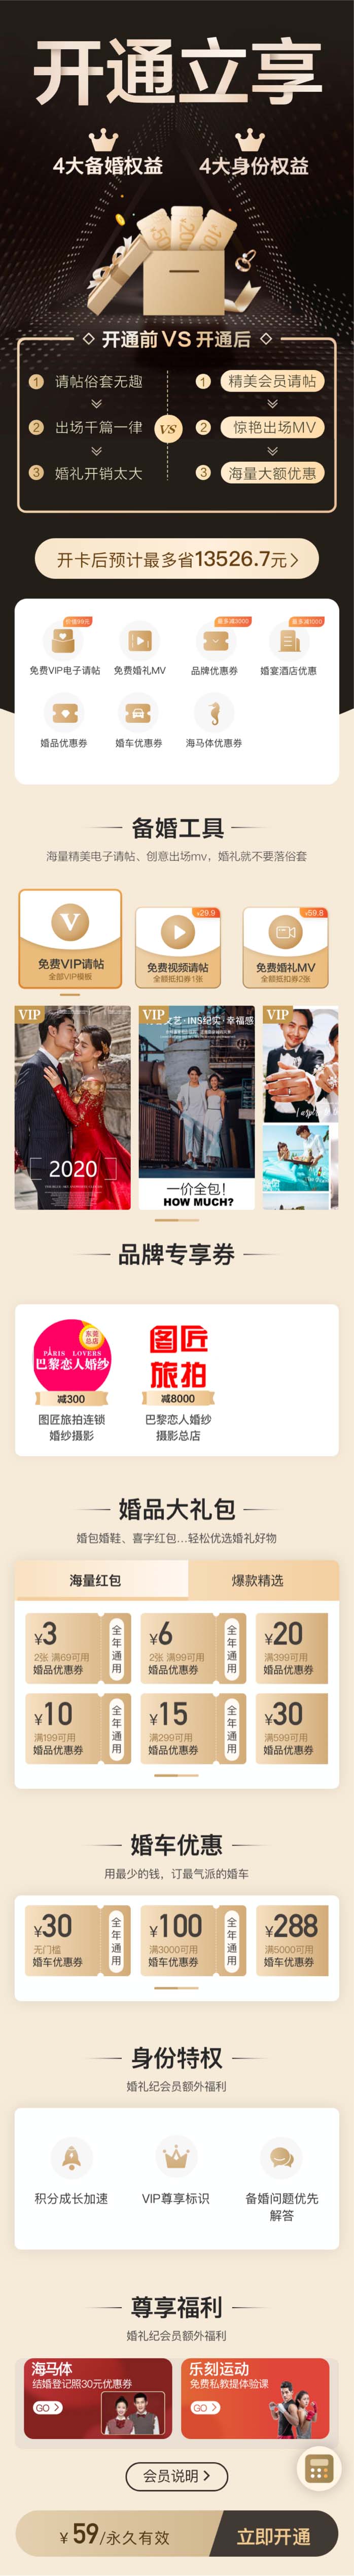 开通立享
4大备婚权益
4大身份权益
50
20
10
开通前 VS 开通后
1 请帖俗套无趣
1 精美会员请帖
2 出场千篇一律
VS
2 惊艳出场MV
3 婚礼开销太大
3 海量大额优惠
开卡后预计最多省13526.7元
价值99元
最多减3000
最多减1000
免费VIP电子请帖
免费婚礼MV
品牌优惠券
婚宴酒店优惠
婚品优惠券
婚车优惠券
海马体优惠券
备婚工具
海量精美电子请帖、创意出场mv，婚礼就不要落俗套
V
免费VIP请帖
全部VIP模板
¥29.9
免费视频请帖
全额抵扣券1张
¥59.8
免费婚礼MV
全额抵扣券2张
VIP
2020
VIP
文艺·INS纪实·幸福感
一价全包!
HOW MUCH?
VIP
品牌专享券
东莞总店
PARIS LOVERS
巴黎恋人婚纱
减300
图匠旅拍连锁
婚纱摄影
图匠
旅拍
减8000
巴黎恋人婚纱
摄影总店
婚品大礼包
婚包婚鞋、喜字红包...轻松优选婚礼好物
海量红包
爆款精选
¥3
2张 满69可用
婚品优惠券
全年通用
¥6
2张 满99可用
婚品优惠券
全年通用
¥20
满399可用
婚品优惠券
¥10
满199可用
婚品优惠券
全年通用
¥15
满299可用
婚品优惠券
全年通用
¥30
满599可用
婚品优惠券
婚车优惠
用最少的钱，订最气派的婚车
¥30
无门槛
婚车优惠券
全年通用
¥100
满3000可用
婚车优惠券
全年通用
¥288
满5000可用
婚车优惠券
身份特权
婚礼纪会员额外福利
积分成长加速
VIP尊享标识
备婚问题优先
解答
尊享福利
婚礼纪会员额外福利
海马体
结婚登记照30元优惠券
GO
乐刻运动
免费私教提体验课
GO
会员说明
¥59/永久有效
立即开通